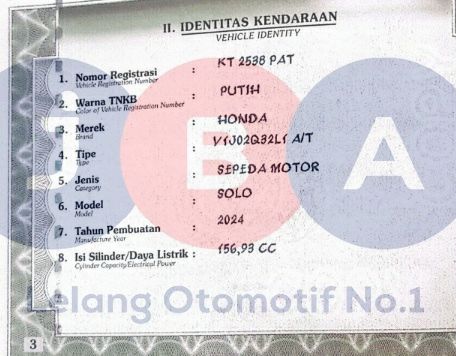 II. IDENTITAS KENDARAAN
VEHICLE IDENTITY
1. Nomor Registrasi : KT 2538 PAT
Vehicle Registration Number
2. Warna TNKB : PUTIH
Color of Vehicle Registration Number
3. Merek : HONDA
Brand
4. Tipe : V1J02Q32L1 A/T
Type
5. Jenis : SEPEDA MOTOR
Category
6. Model : SOLO
Model
7. Tahun Pembuatan : 2024
Manufacture Year
8. Isi Silinder/Daya Listrik : 156,93 CC
Cylinder Capacity/Electrical Power
JBA
Lelang Otomotif No.1
3